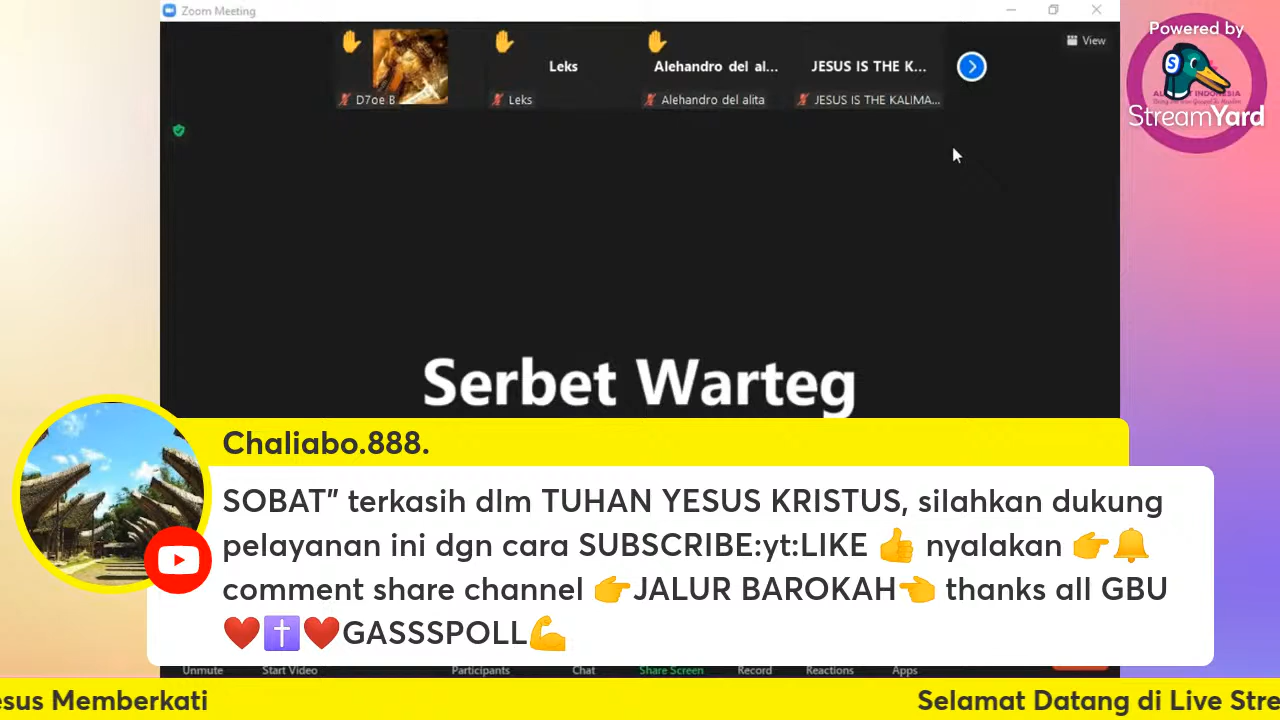 Zoom Meeting
Powered by
StreamYard
View
Leks
Alehandro del al...
JESUS IS THE K...
D7oe B
Leks
Alehandro del alita
JESUS IS THE KALIMA...
Serbet Warteg
Chaliabo.888.
SOBAT” terkasih dlm TUHAN YESUS KRISTUS, silahkan dukung
pelayanan ini dgn cara SUBSCRIBE:yt:LIKE 👍 nyalakan 👉🔔
comment share channel 👉JALUR BAROKAH👈 thanks all GBU
❤️✝️❤️GASSSPOLL💪
Unmute
Start Video
Participants
Chat
Share Screen
Record
Reactions
Apps
esus Memberkati
Selamat Datang di Live Stre